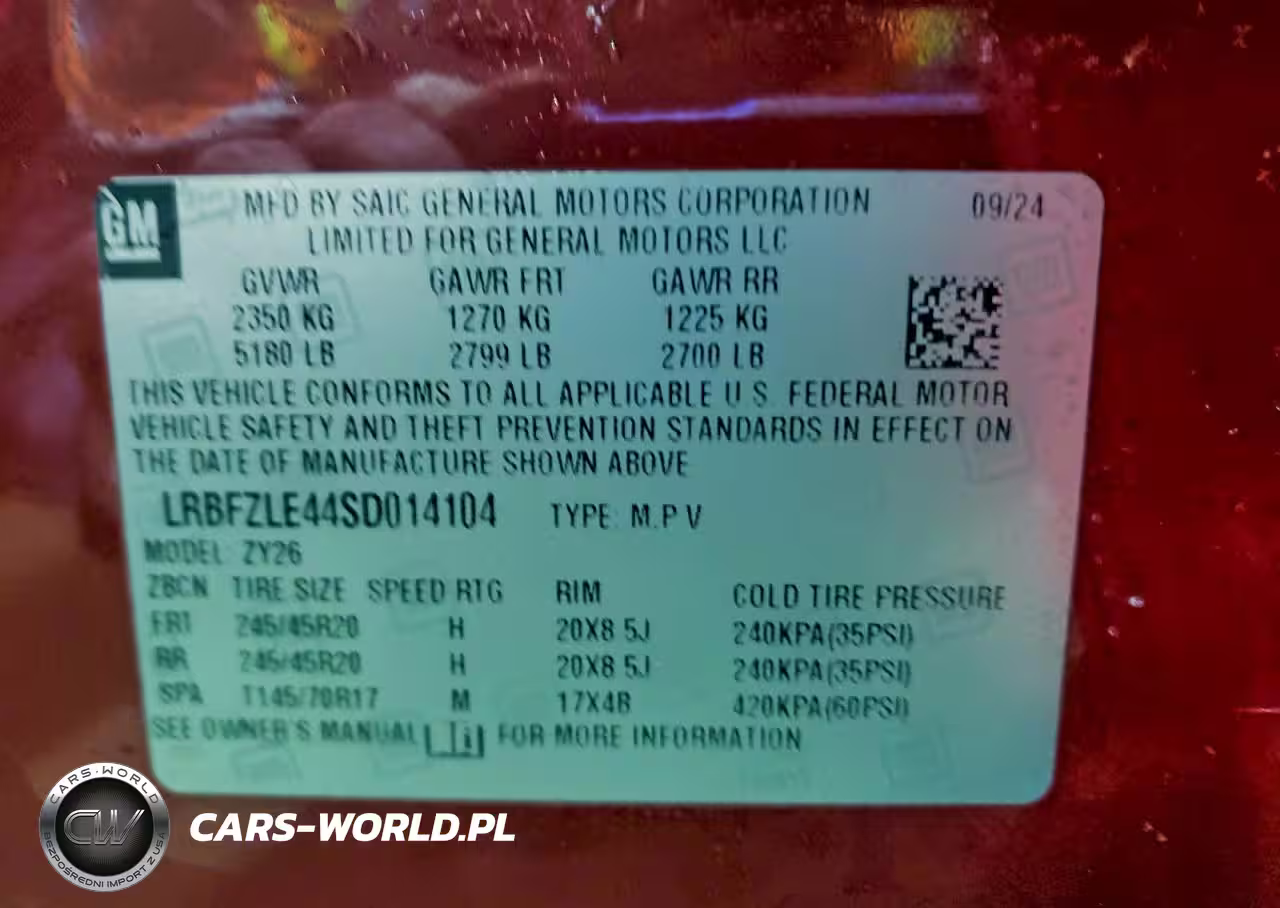 GM
MFD BY SAIC GENERAL MOTORS CORPORATION 09/24
LIMITED FOR GENERAL MOTORS LLC
GVWR GAWR FRT GAWR RR
2350 KG 1270 KG 1225 KG
5180 LB 2799 LB 2700 LB
THIS VEHICLE CONFORMS TO ALL APPLICABLE U.S. FEDERAL MOTOR
VEHICLE SAFETY AND THEFT PREVENTION STANDARDS IN EFFECT ON
THE DATE OF MANUFACTURE SHOWN ABOVE
LRBFZLE44SD014104 TYPE: M.P.V
MODEL: ZY26
ZBCN TIRE SIZE SPEED RTG RIM COLD TIRE PRESSURE
FRT 245/45R20 H 20X8.5J 240KPA(35PSI)
RR 245/45R20 H 20X8.5J 240KPA(35PSI)
SPA T145/70R17 M 17X4B 420KPA(60PSI)
SEE OWNER'S MANUAL i FOR MORE INFORMATION
CARS-WORLD
CW
BEZPOŚREDNI IMPORT Z USA
CARS-WORLD.PL